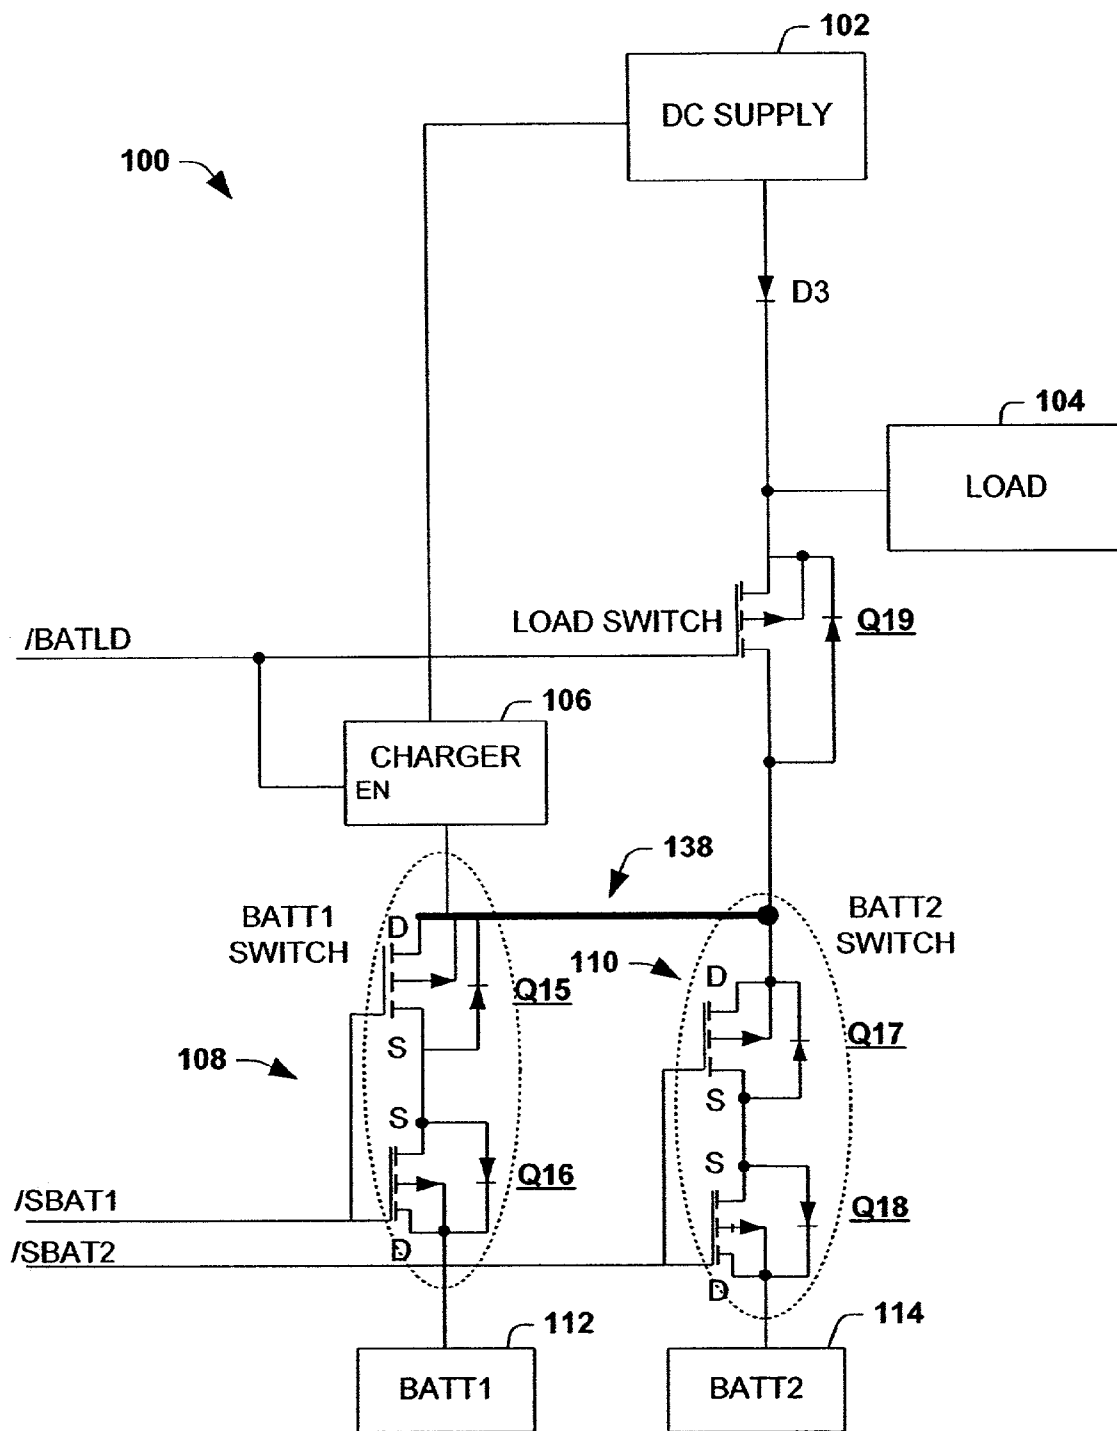 102
DC SUPPLY
100
D3
104
LOAD
/BATLD
LOAD SWITCH
Q19
106
CHARGER
EN
138
BATT1
SWITCH
BATT2
SWITCH
D
110
D
Q15
Q17
S
108
S
S
S
Q16
Q18
/SBAT1
/SBAT2
D
D
112
114
BATT1
BATT2